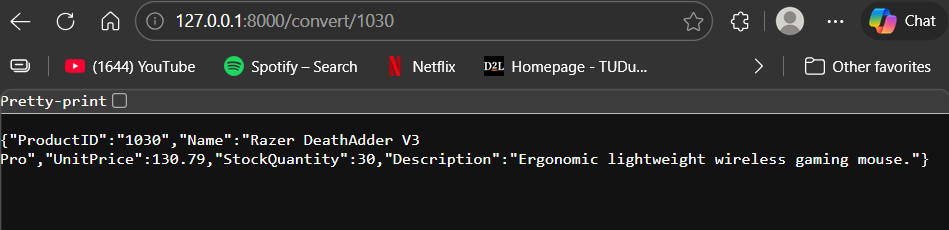 127.0.0.1:8000/convert/1030
Chat
(1644) YouTube
Spotify – Search
Netflix
D2L
Homepage - TUDu...
Other favorites
Pretty-print
{"ProductID":"1030","Name":"Razer DeathAdder V3
Pro","UnitPrice":130.79,"StockQuantity":30,"Description":"Ergonomic lightweight wireless gaming mouse."}